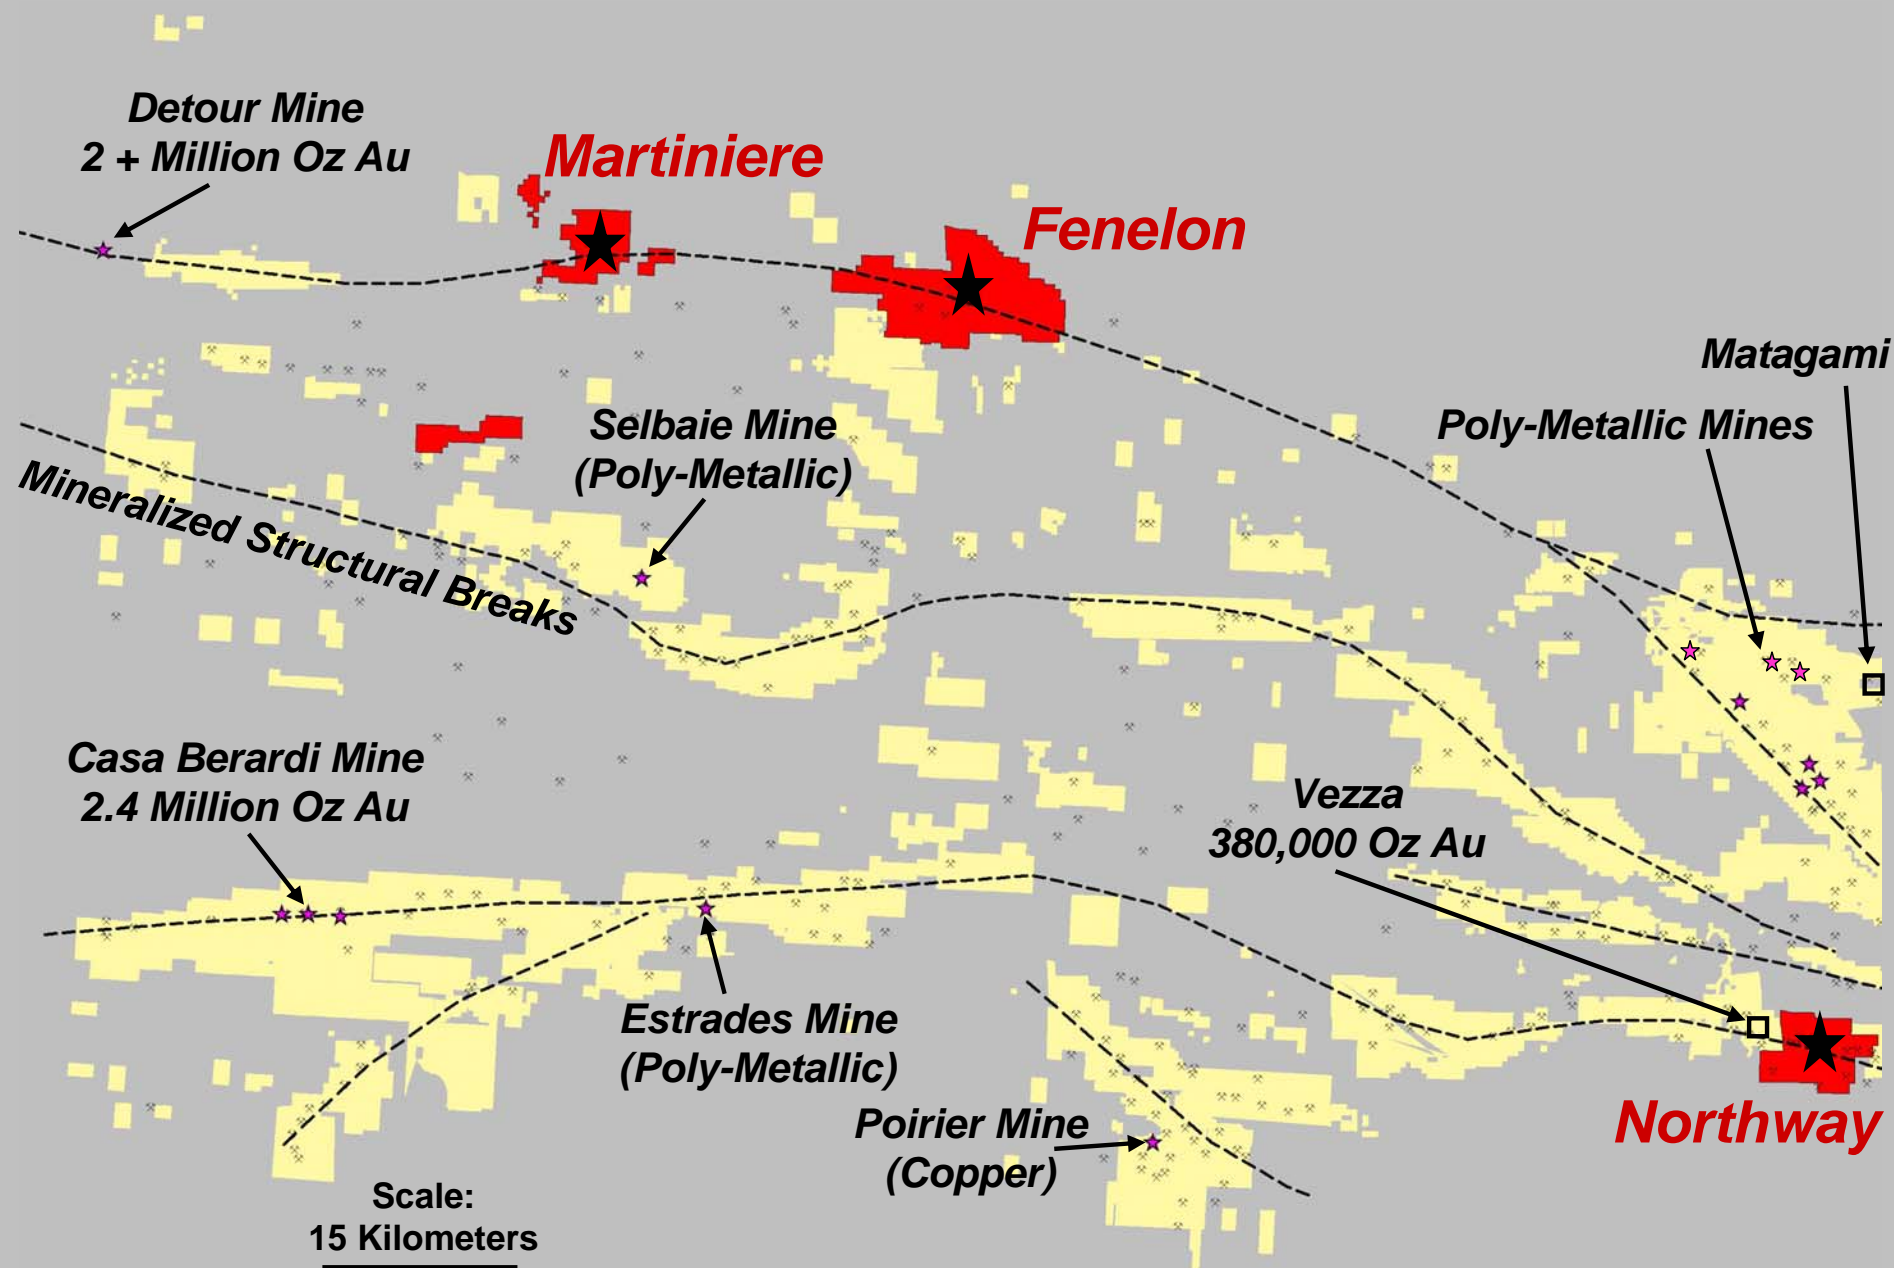 Detour Mine
2 + Million Oz Au
Martiniere
Fenelon
Matagami
Poly-Metallic Mines
Selbaie Mine
(Poly-Metallic)
Mineralized Structural Breaks
Casa Berardi Mine
2.4 Million Oz Au
Vezza
380,000 Oz Au
Estrades Mine
(Poly-Metallic)
Poirier Mine
(Copper)
Northway
Scale:
15 Kilometers